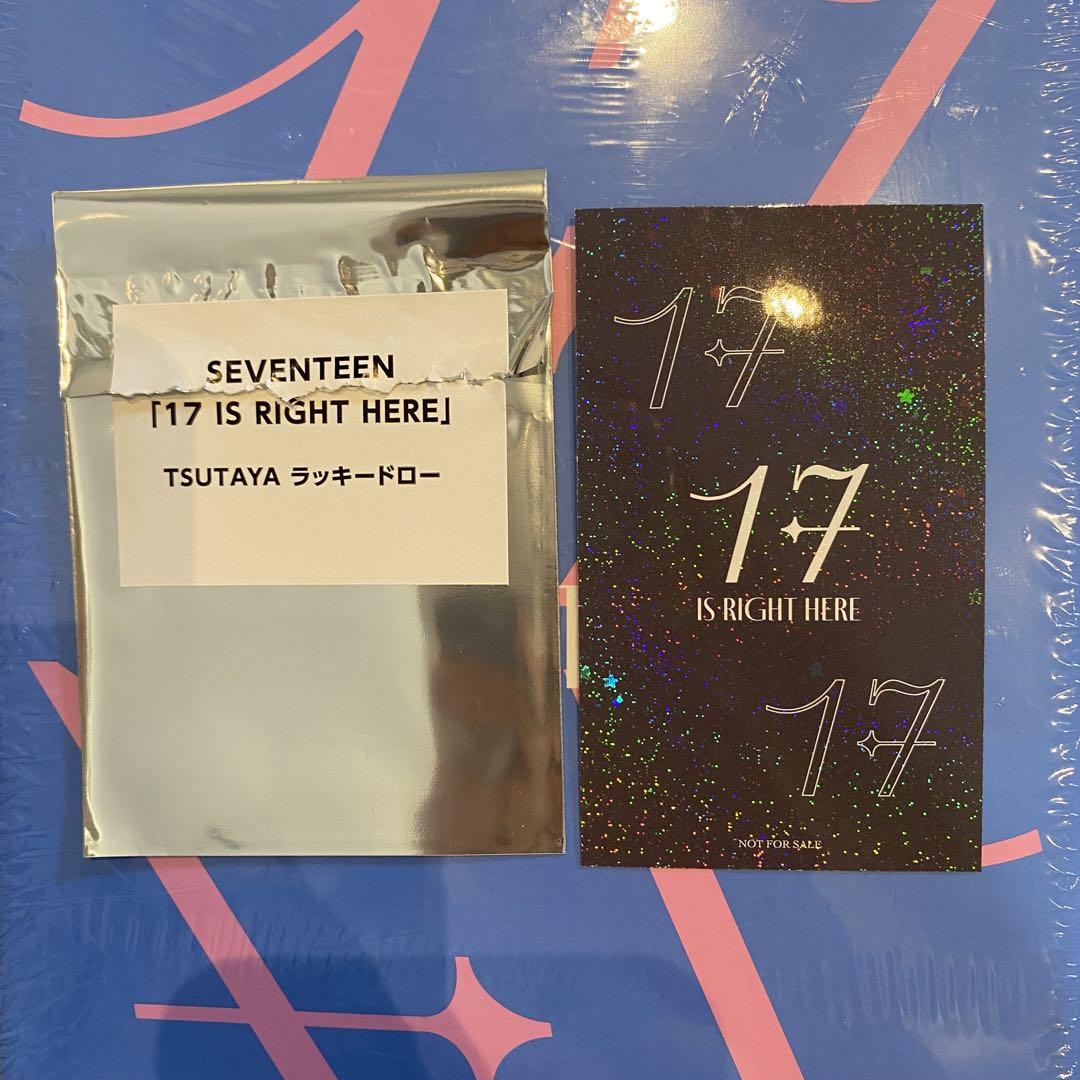 SEVENTEEN
「17 IS RIGHT HERE」
TSUTAYA ラッキードロー
17
17
IS RIGHT HERE
17
NOT FOR SALE